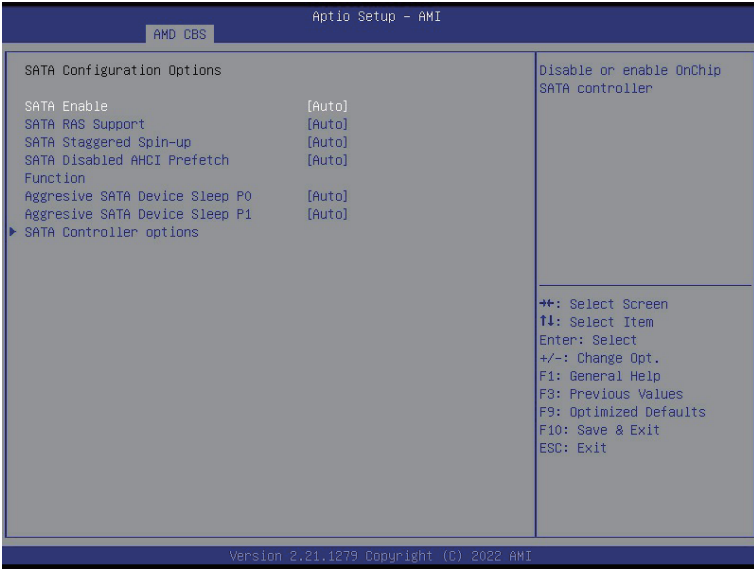 Aptio Setup – AMI
AMD CBS
SATA Configuration Options
SATA Enable [Auto]
SATA RAS Support [Auto]
SATA Staggered Spin-up [Auto]
SATA Disabled AHCI Prefetch [Auto]
Function
Aggresive SATA Device Sleep P0 [Auto]
Aggresive SATA Device Sleep P1 [Auto]
SATA Controller options
Disable or enable OnChip
SATA controller
→←: Select Screen
↑↓: Select Item
Enter: Select
+/-: Change Opt.
F1: General Help
F3: Previous Values
F9: Optimized Defaults
F10: Save & Exit
ESC: Exit
Version 2.21.1279 Copyright (C) 2022 AMI